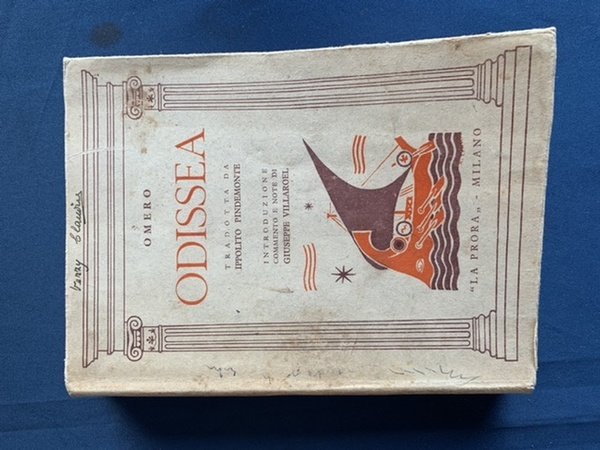 OMERO
ODISSEA
TRADOTTA DA
IPPOLITO PINDEMONTE
INTRODUZIONE
COMMENTO E NOTE DI
GIUSEPPE VILLAROEL
"LA PRORA„ - MILANO